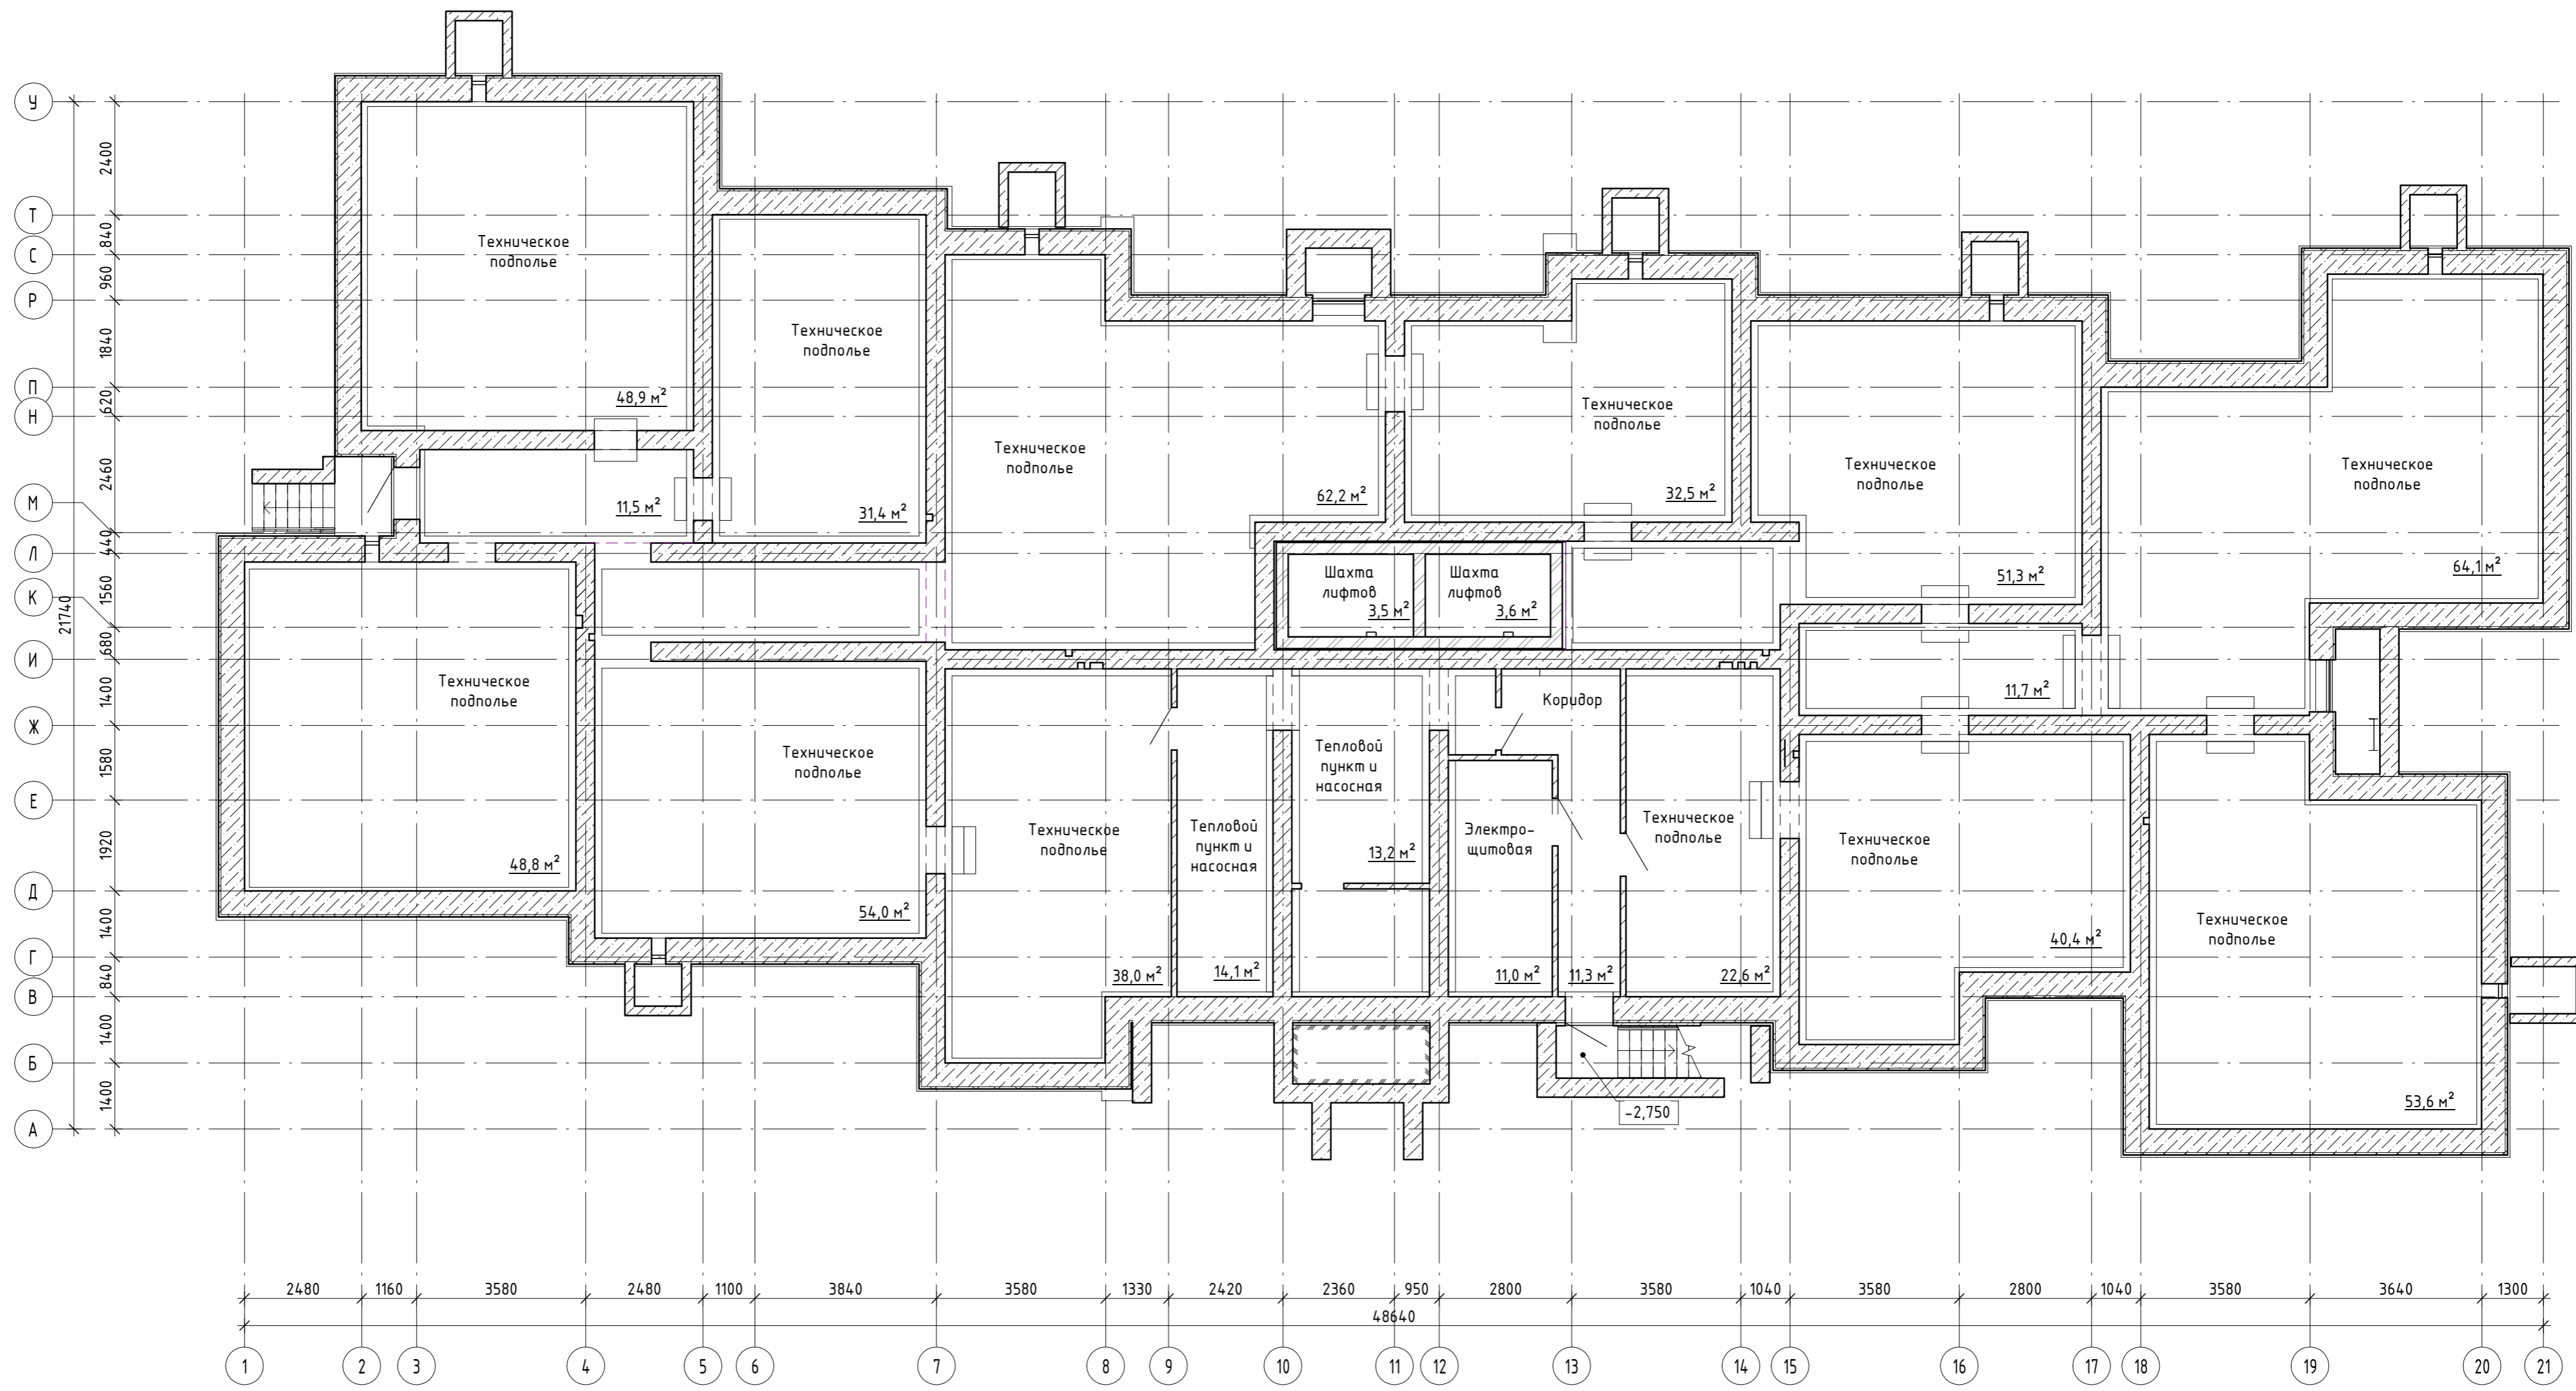 У
Т
С
Р
П
Н
М
Л
К
И
Ж
Е
Д
Г
В
Б
А
2400
840
960
1840
620
2460
440
1560
680
1400
1580
1920
1400
840
1400
1400
21740
Техническое
подполье
48,9 м²
Техническое
подполье
31,4 м²
11,5 м²
Техническое
подполье
62,2 м²
Техническое
подполье
32,5 м²
Техническое
подполье
51,3 м²
Техническое
подполье
64,1 м²
Шахта
лифтов
3,5 м²
Шахта
лифтов
3,6 м²
Техническое
подполье
48,8 м²
Техническое
подполье
54,0 м²
Техническое
подполье
38,0 м²
Тепловой
пункт и
насосная
14,1 м²
Тепловой
пункт и
насосная
13,2 м²
Коридор
11,3 м²
Электро-
щитовая
11,0 м²
Техническое
подполье
22,6 м²
11,7 м²
Техническое
подполье
40,4 м²
Техническое
подполье
53,6 м²
-2,750
2480 1160 3580 2480 1100 3840 3580 1330 2420 2360 950 2800 3580 1040 3580 2800 1040 3580 3640 1300
48640
1 2 3 4 5 6 7 8 9 10 11 12 13 14 15 16 17 18 19 20 21